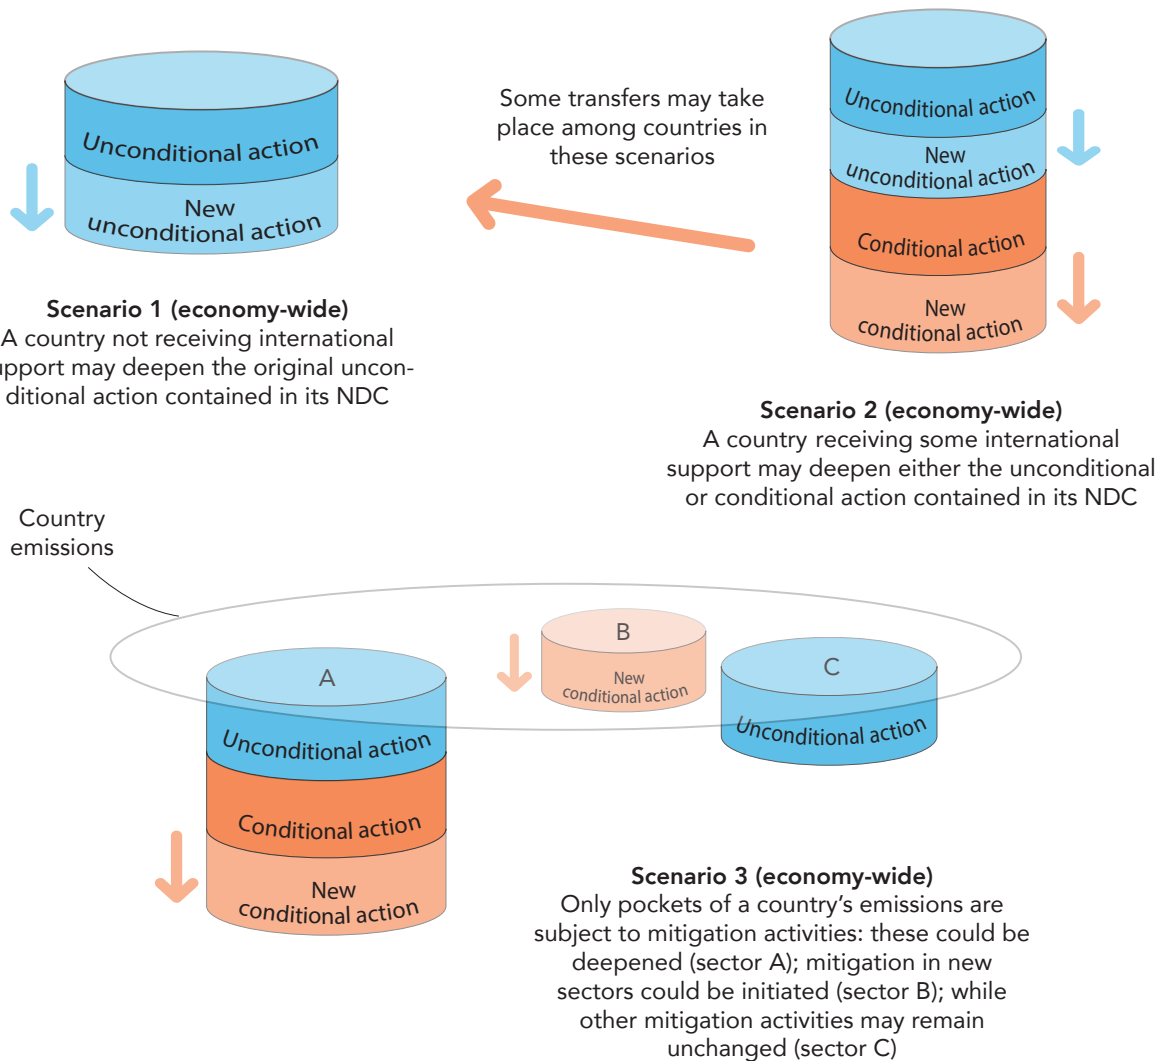 Unconditional action
New
unconditional action
Scenario 1 (economy-wide)
A country not receiving international
upport may deepen the original uncon-
ditional action contained in its NDC
Some transfers may take
place among countries in
these scenarios
Unconditional action
New
unconditional action
Conditional action
New
conditional action
Scenario 2 (economy-wide)
A country receiving some international
support may deepen either the unconditional
or conditional action contained in its NDC
Country
emissions
A
Unconditional action
Conditional action
New
conditional action
B
New
conditional action
C
Unconditional action
Scenario 3 (economy-wide)
Only pockets of a country’s emissions are
subject to mitigation activities: these could be
deepened (sector A); mitigation in new
sectors could be initiated (sector B); while
other mitigation activities may remain
unchanged (sector C)